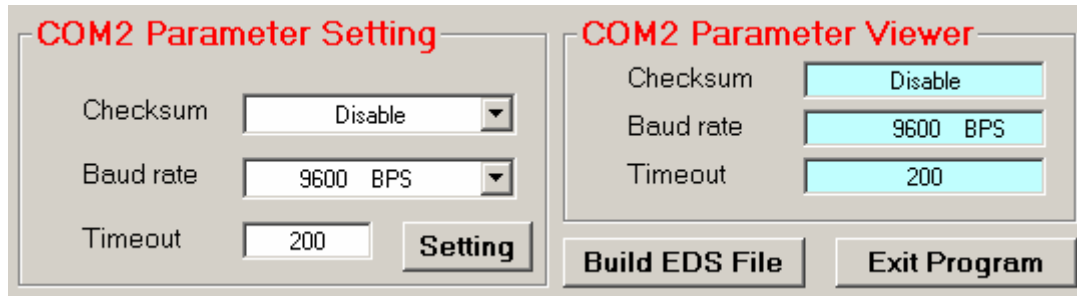 COM2 Parameter Setting
Checksum Disable
Baud rate 9600 BPS
Timeout 200 Setting
COM2 Parameter Viewer
Checksum Disable
Baud rate 9600 BPS
Timeout 200
Build EDS File Exit Program